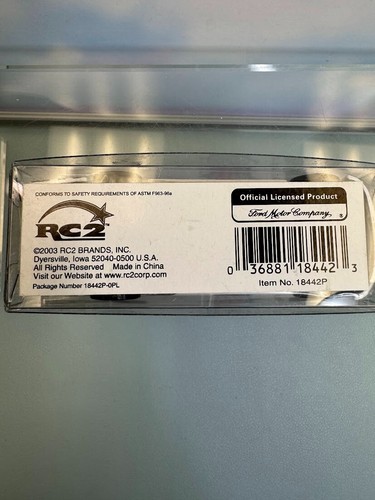 CONFORMS TO SAFETY REQUIREMENTS OF ASTM F963-96a
RC2™
©2003 RC2 BRANDS, INC.
Dyersville, Iowa 52040-0500 U.S.A.
All Rights Reserved Made in China
Visit our Website at www.rc2corp.com
Package Number 18442P-0PL
Official Licensed Product
Ford Motor Company®
0 36881 18442 3
Item No. 18442P